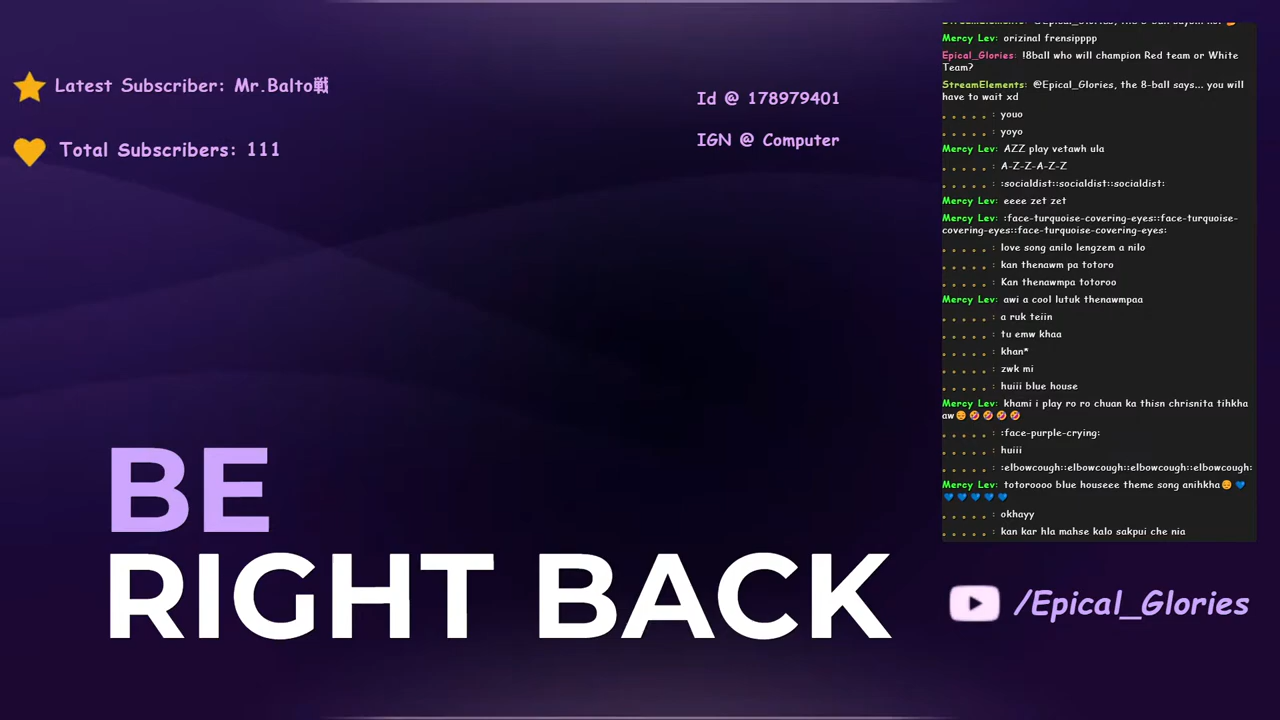 Latest Subscriber: Mr.Balto戦
Total Subscribers: 111
Id @ 178979401
IGN @ Computer
BE
RIGHT BACK
Mercy Lev: orizinal frensipppp
Epical_Glories: !8ball who will champion Red team or White
Team?
StreamElements: @Epical_Glories, the 8-ball says... you will
have to wait xd
。。。。。: youo
。。。。。: yoyo
Mercy Lev: AZZ play vetawh ula
。。。。。: A-Z-Z-A-Z-Z
。。。。。: :socialdist::socialdist::socialdist:
Mercy Lev: eeee zet zet
Mercy Lev: :face-turquoise-covering-eyes::face-turquoise-
covering-eyes::face-turquoise-covering-eyes:
。。。。。: love song anilo lengzem a nilo
。。。。。: kan thenawm pa totoro
。。。。。: Kan thenawmpa totoroo
Mercy Lev: awi a cool lutuk thenawmpaa
。。。。。: a ruk teiin
。。。。。: tu emw khaa
。。。。。: khan*
。。。。。: zwk mi
。。。。。: huiii blue house
Mercy Lev: khami i play ro ro chuan ka thisn chrisnita tihkha
aw😔🤣🤣🤣🤣
。。。。。: :face-purple-crying:
。。。。。: huiii
。。。。。: :elbowcough::elbowcough::elbowcough::elbowcough:
Mercy Lev: totoroooo blue houseee theme song anihkha😔💙
💙💙💙💙💙
。。。。。: okhayy
。。。。。: kan kar hla mahse kalo sakpui che nia
/Epical_Glories